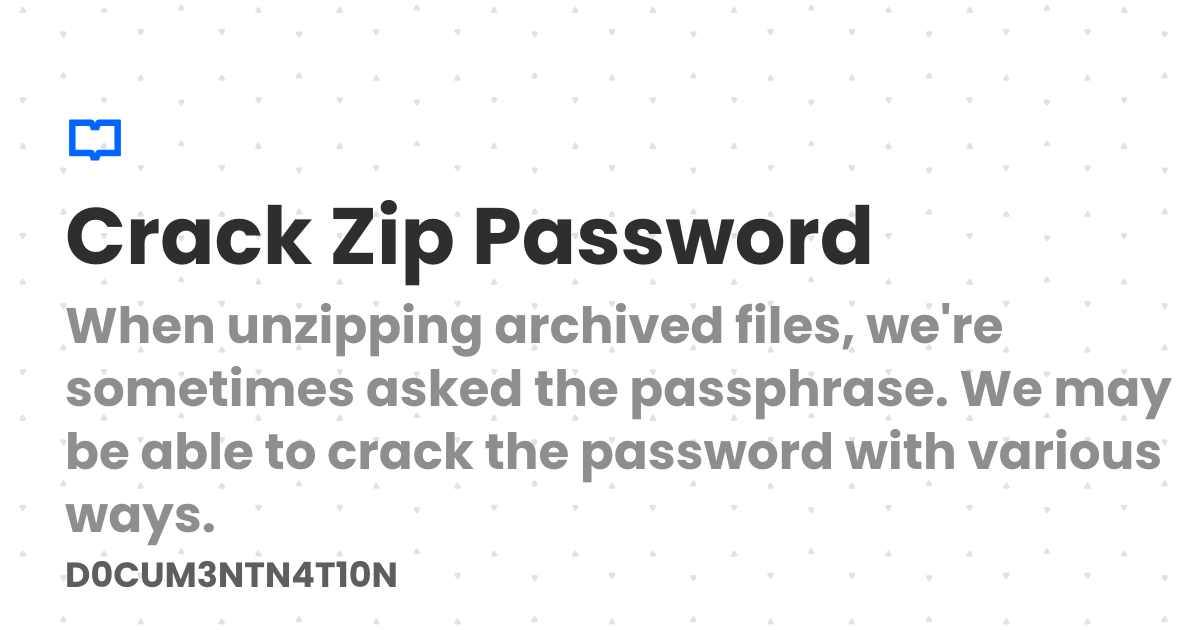 Crack Zip Password
When unzipping archived files, we're
sometimes asked the passphrase. We may
be able to crack the password with various
ways.
D0CUM3NTN4T10N